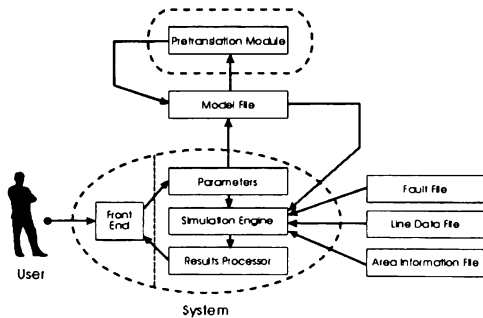 Pretranslation Module
Model File
Parameters
Simulation Engine
Results Processor
Front
End
Fault File
Line Data File
Area Information File
User
System